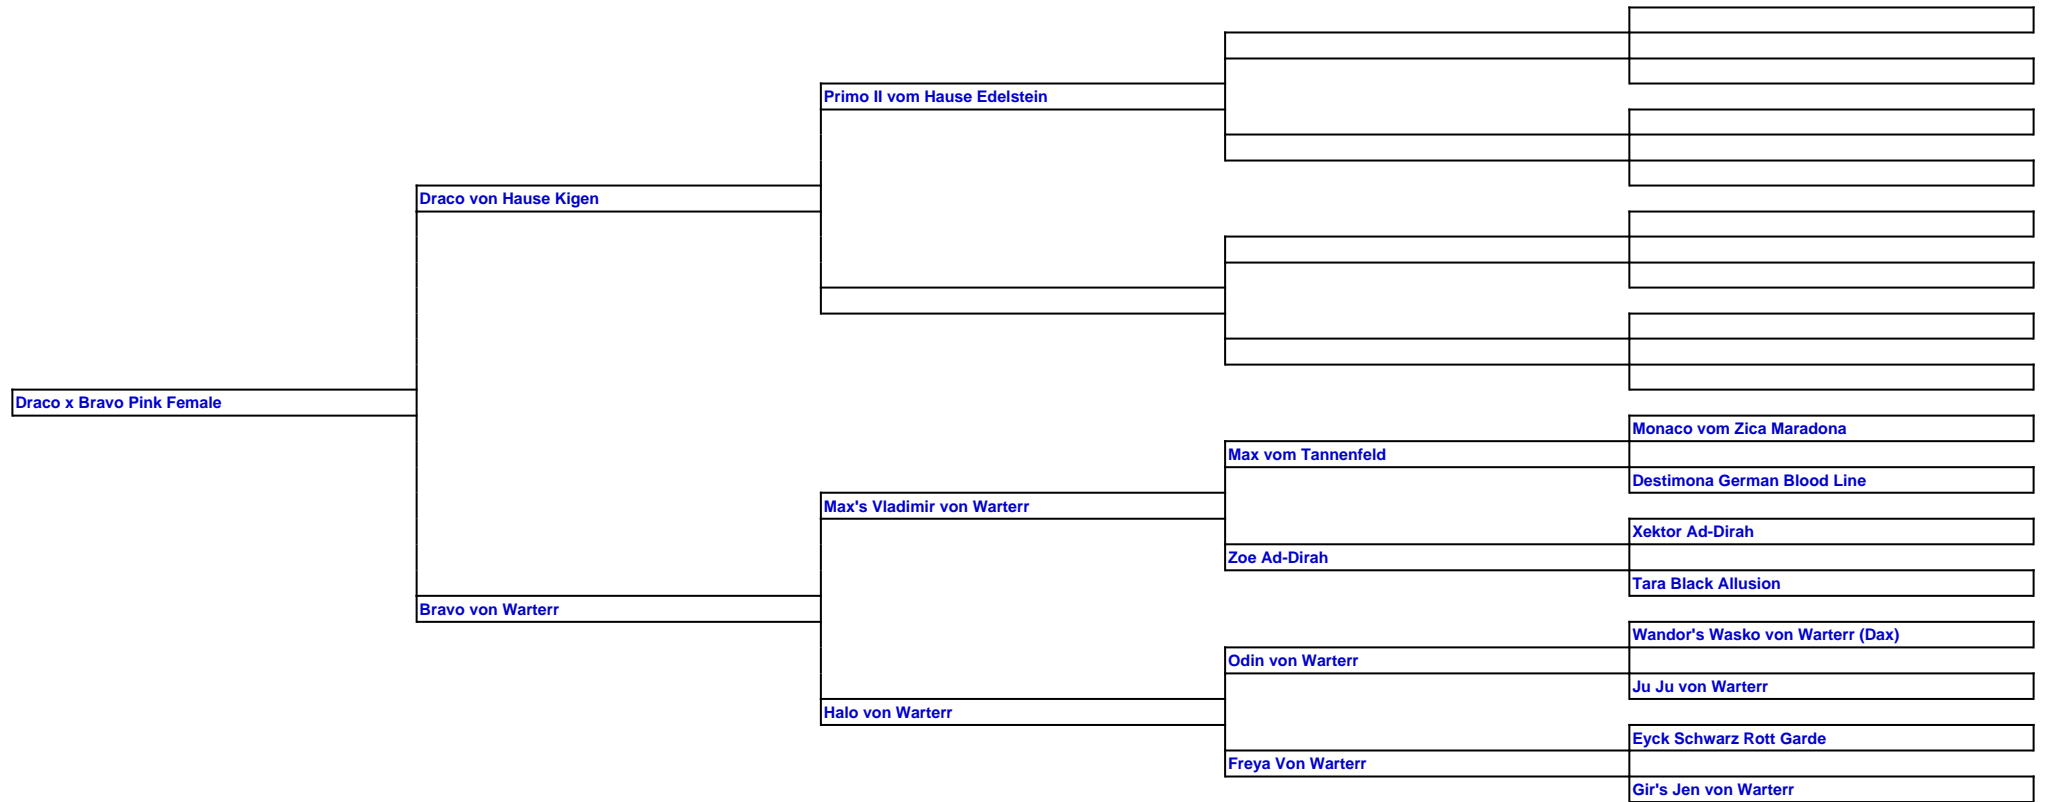 Primo II vom Hause Edelstein
Draco von Hause Kigen
Draco x Bravo Pink Female
Monaco vom Zica Maradona
Max vom Tannenfeld
Destimona German Blood Line
Max's Vladimir von Warterr
Xektor Ad-Dirah
Zoe Ad-Dirah
Tara Black Allusion
Bravo von Warterr
Wandor's Wasko von Warterr (Dax)
Odin von Warterr
Ju Ju von Warterr
Halo von Warterr
Eyck Schwarz Rott Garde
Freya Von Warterr
Gir's Jen von Warterr